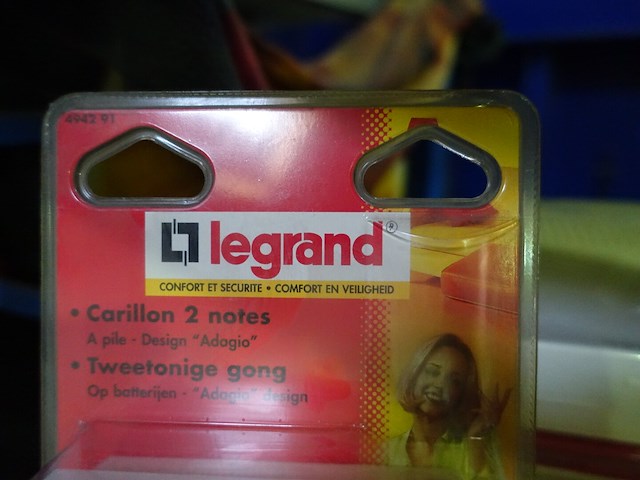 4942 91
legrand®
CONFORT ET SECURITE • COMFORT EN VEILIGHEID
• Carillon 2 notes
A pile - Design "Adagio"
• Tweetonige gong
Op batterijen - "Adagio" design